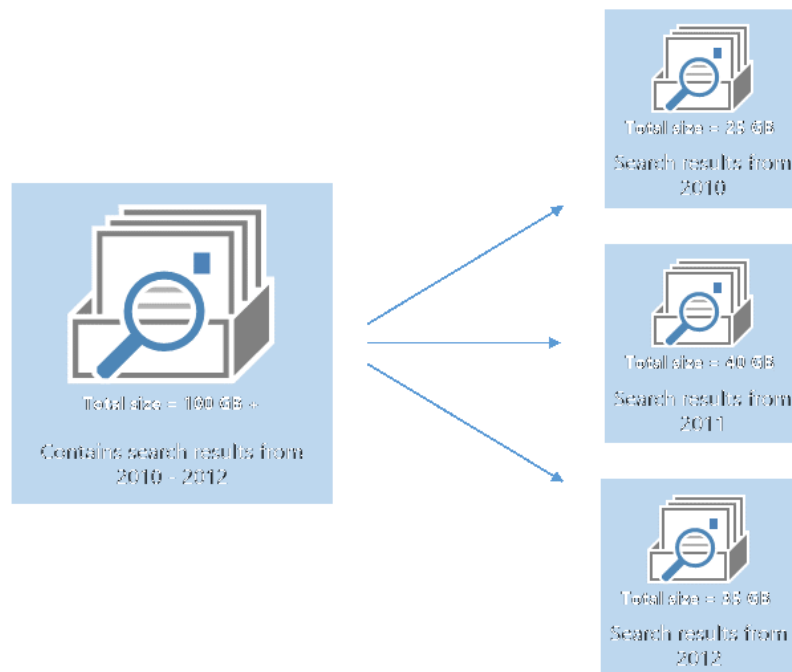 Total size = 100 GB +
Contains search results from
2010 - 2012
Total size = 25 GB
Search results from
2010
Total size = 40 GB
Search results from
2011
Total size = 35 GB
Search results from
2012